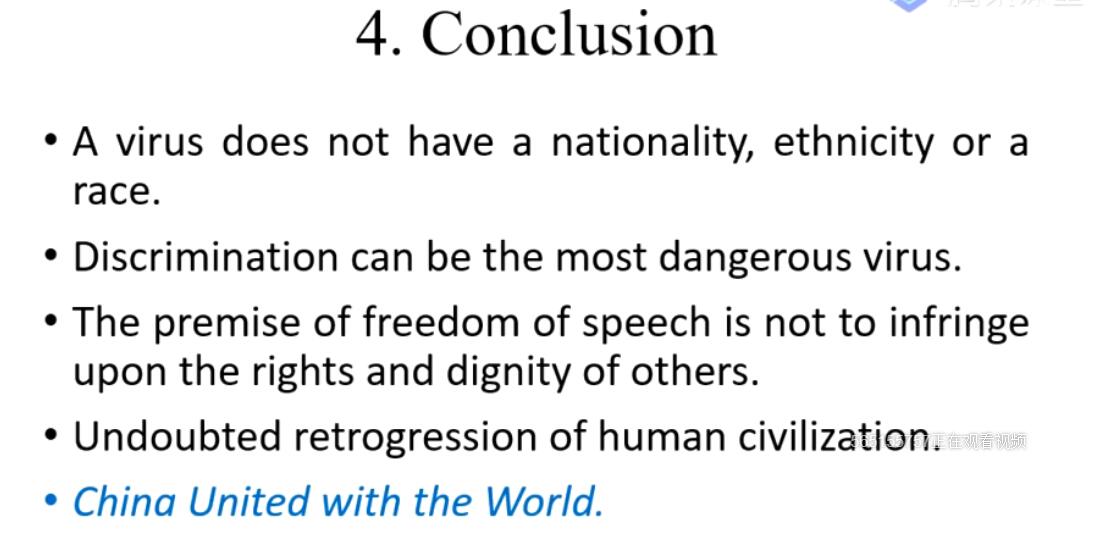 4. Conclusion
• A virus does not have a nationality, ethnicity or a
race.
• Discrimination can be the most dangerous virus.
• The premise of freedom of speech is not to infringe
upon the rights and dignity of others.
• Undoubted retrogression of human civilization.
正在观看视频
• China United with the World.